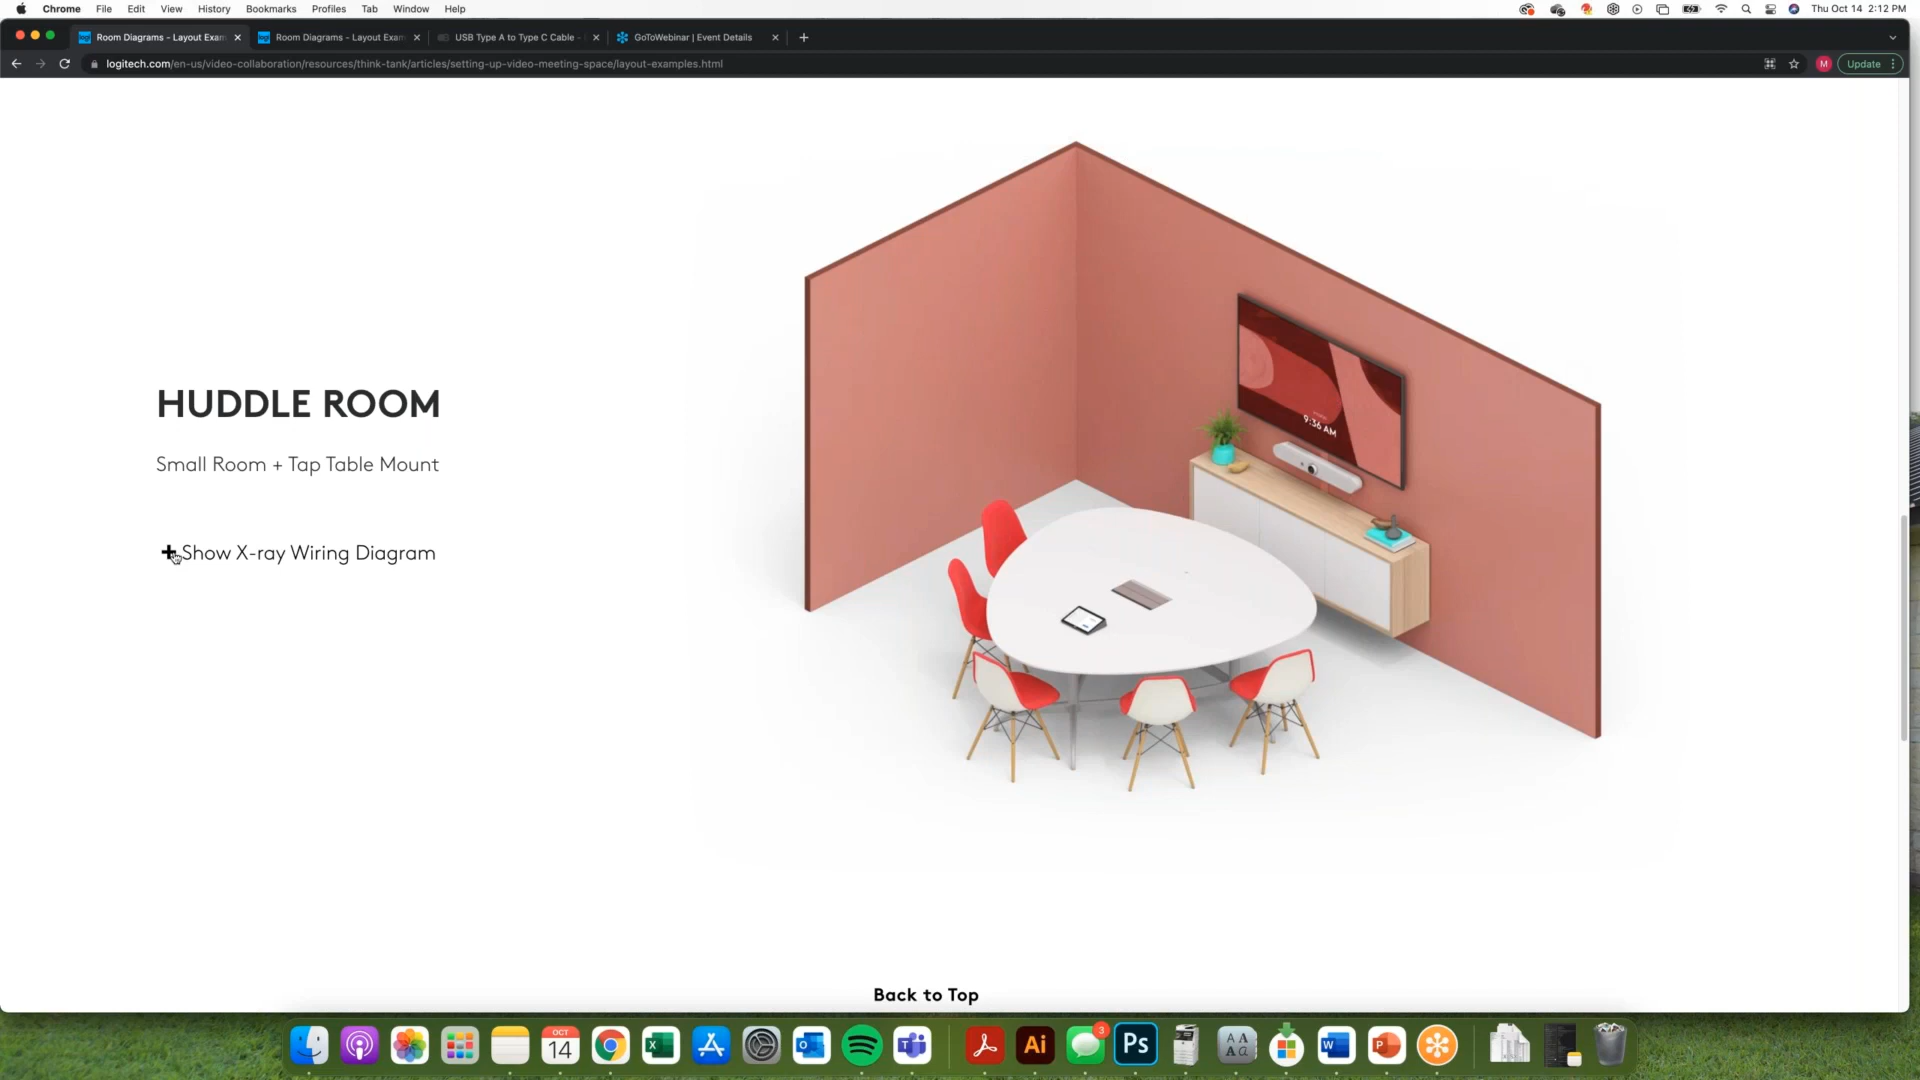 Chrome File Edit View History Bookmarks Profiles Tab Window Help
Thu Oct 14 2:12 PM
Room Diagrams - Layout Exam
Room Diagrams - Layout Exam
USB Type A to Type C Cable -
GoToWebinar | Event Details
logitech.com/en-us/video-collaboration/resources/think-tank/articles/setting-up-video-meeting-space/layout-examples.html
M
Update
9:36 AM
HUDDLE ROOM
Small Room + Tap Table Mount
Show X-ray Wiring Diagram
Back to Top
OCT
14
3
Ai
Ps
W
P
X
O
T
A A
A a